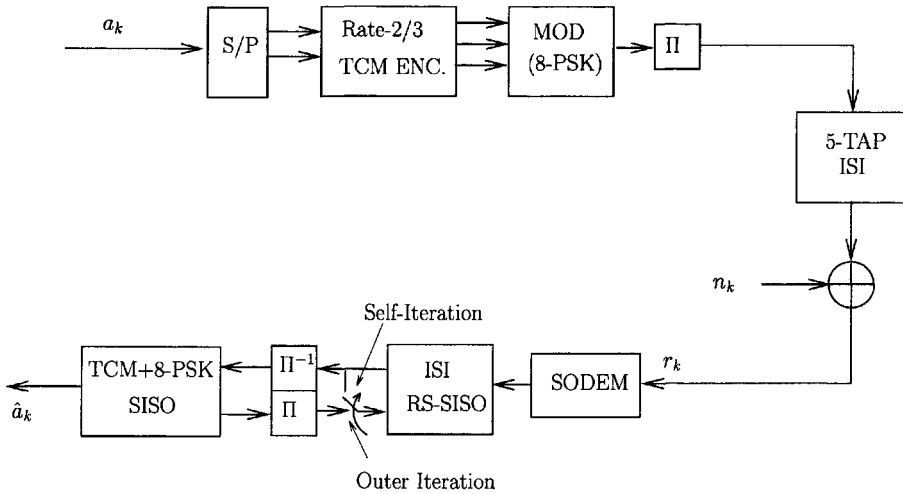 a_k
S/P
Rate-2/3
TCM ENC.
MOD
(8-PSK)
Π
5-TAP
ISI
n_k
Self-Iteration
r_k
TCM+8-PSK
SISO
Π⁻¹
Π
ISI
RS-SISO
SODEM
â_k
Outer Iteration